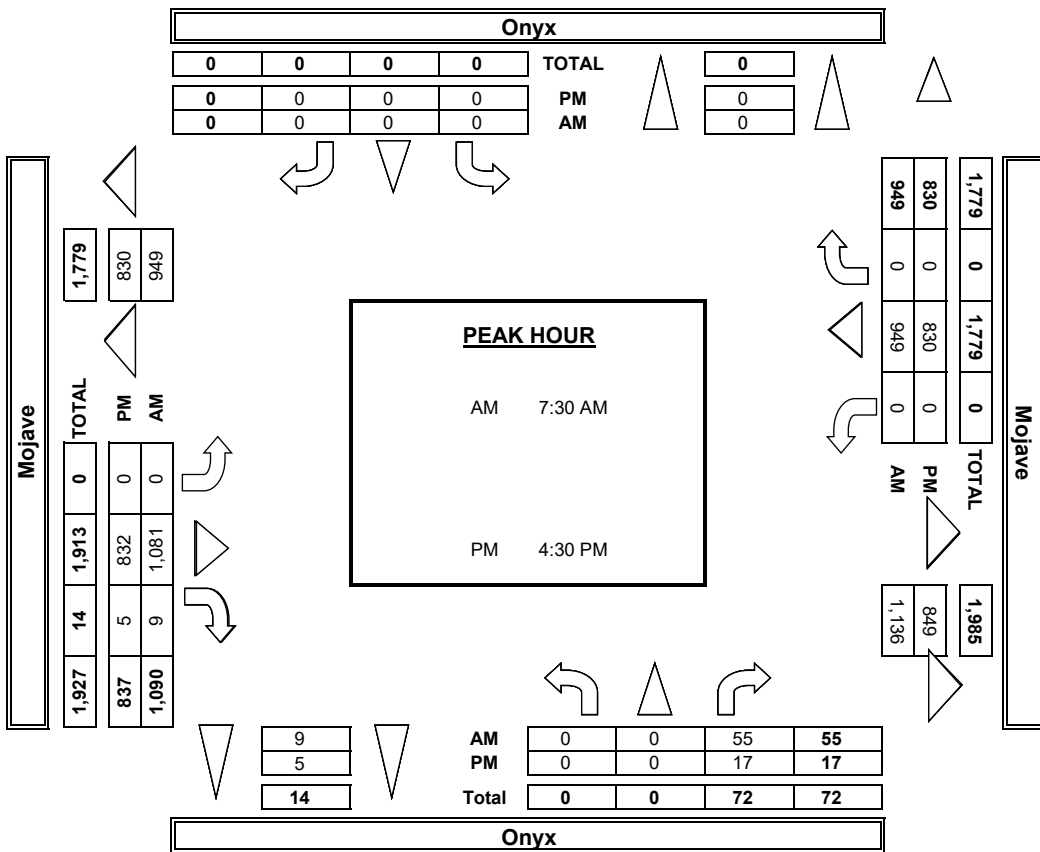 Onyx
0 0 0 0 TOTAL 0
0 0 0 0 PM 0
0 0 0 0 AM 0
Mojave
1,779
830
949
TOTAL
PM
AM
0 0 0
1,913 832 1,081
14 5 9
1,927 837 1,090
PEAK HOUR
AM 7:30 AM
PM 4:30 PM
949 830 1,779
0 0 0
949 830 1,779
0 0 0
AM PM TOTAL
1,136 849 1,985
Mojave
9 AM 0 0 55 55
5 PM 0 0 17 17
14 Total 0 0 72 72
Onyx